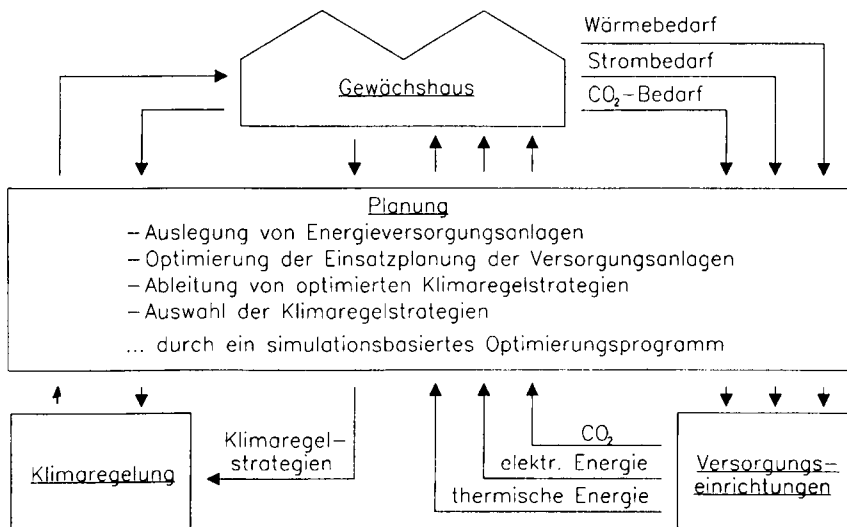 Wärmebedarf
Strombedarf
CO₂-Bedarf
Gewächshaus
Planung
-Auslegung von Energieversorgungsanlagen
-Optimierung der Einsatzplanung der Versorgungsanlagen
-Ableitung von optimierten Klimaregelstrategien
-Auswahl der Klimaregelstrategien
... durch ein simulationsbasiertes Optimierungsprogramm
Klimaregelung
Klimaregel-
strategien
CO₂
elektr. Energie
thermische Energie
Versorgungs-
einrichtungen